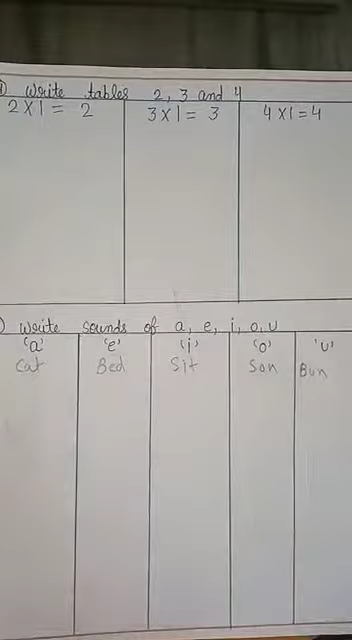 Write tables 2, 3 and 4
2 X 1 = 2 3 X 1 = 3 4 X 1 = 4
Write sounds of a, e, i, o, u
'a' 'e' 'i' 'o' 'u'
Cat Bed Sit Son Bun